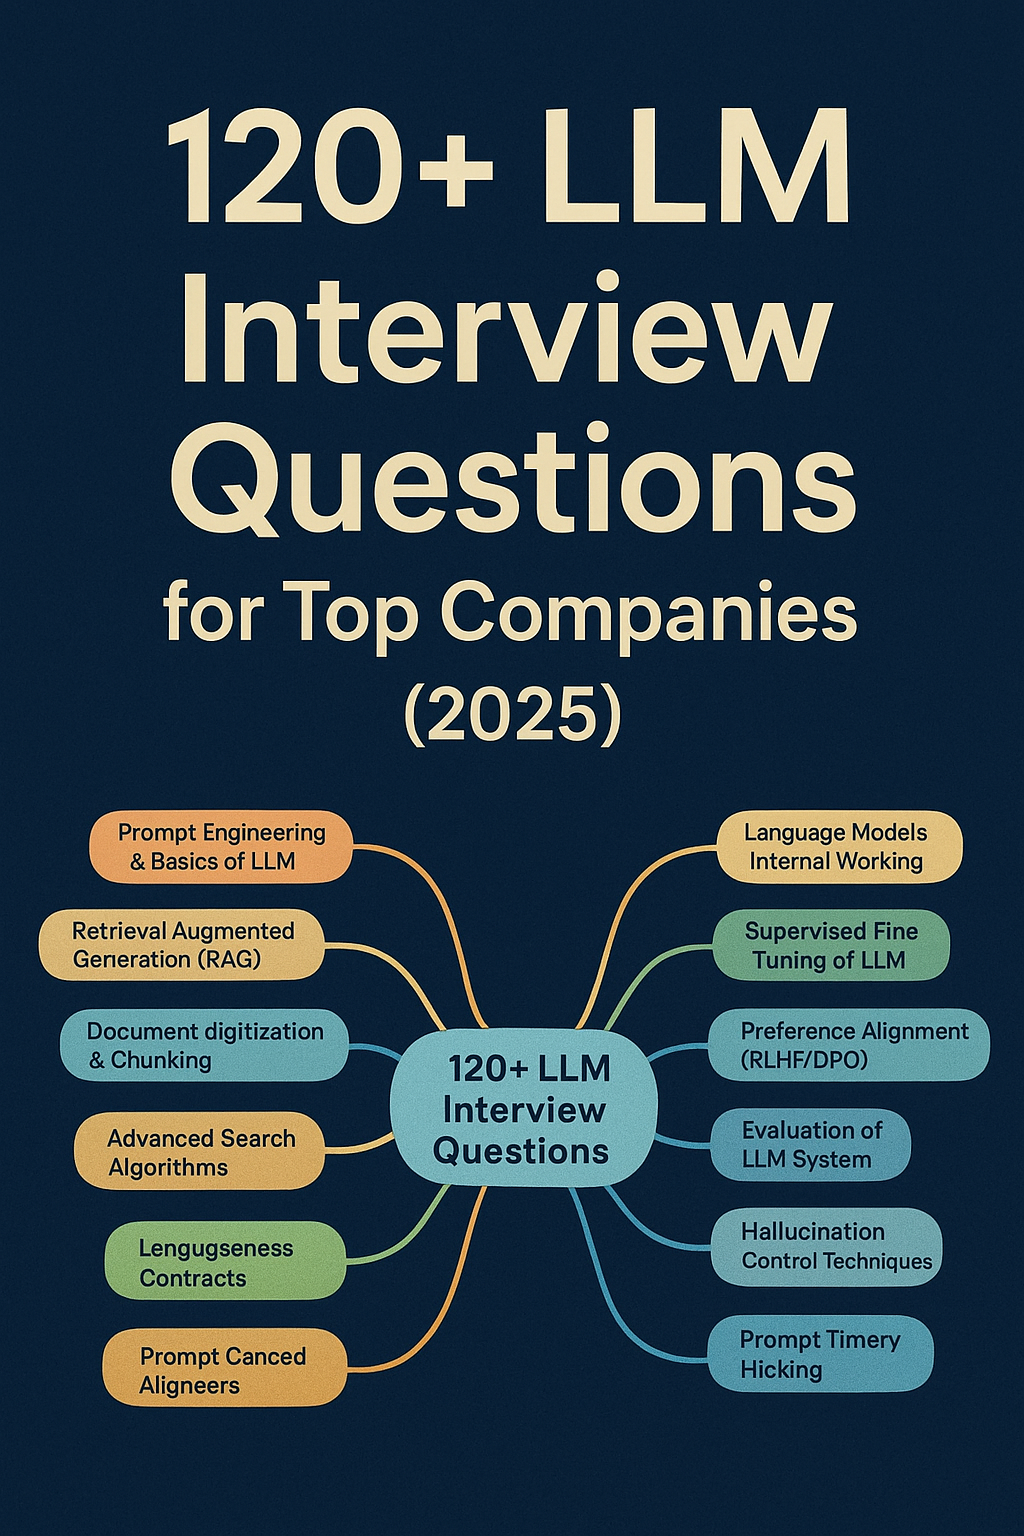 120+ LLM
Interview
Questions
for Top Companies
(2025)
Prompt Engineering
& Basics of LLM
Retrieval Augmented
Generation (RAG)
Document digitization
& Chunking
Advanced Search
Algorithms
Lengugseness
Contracts
Prompt Canced
Aligneers
120+ LLM
Interview
Questions
Language Models
Internal Working
Supervised Fine
Tuning of LLM
Preference Alignment
(RLHF/DPO)
Evaluation of
LLM System
Hallucination
Control Techniques
Prompt Timery
Hicking